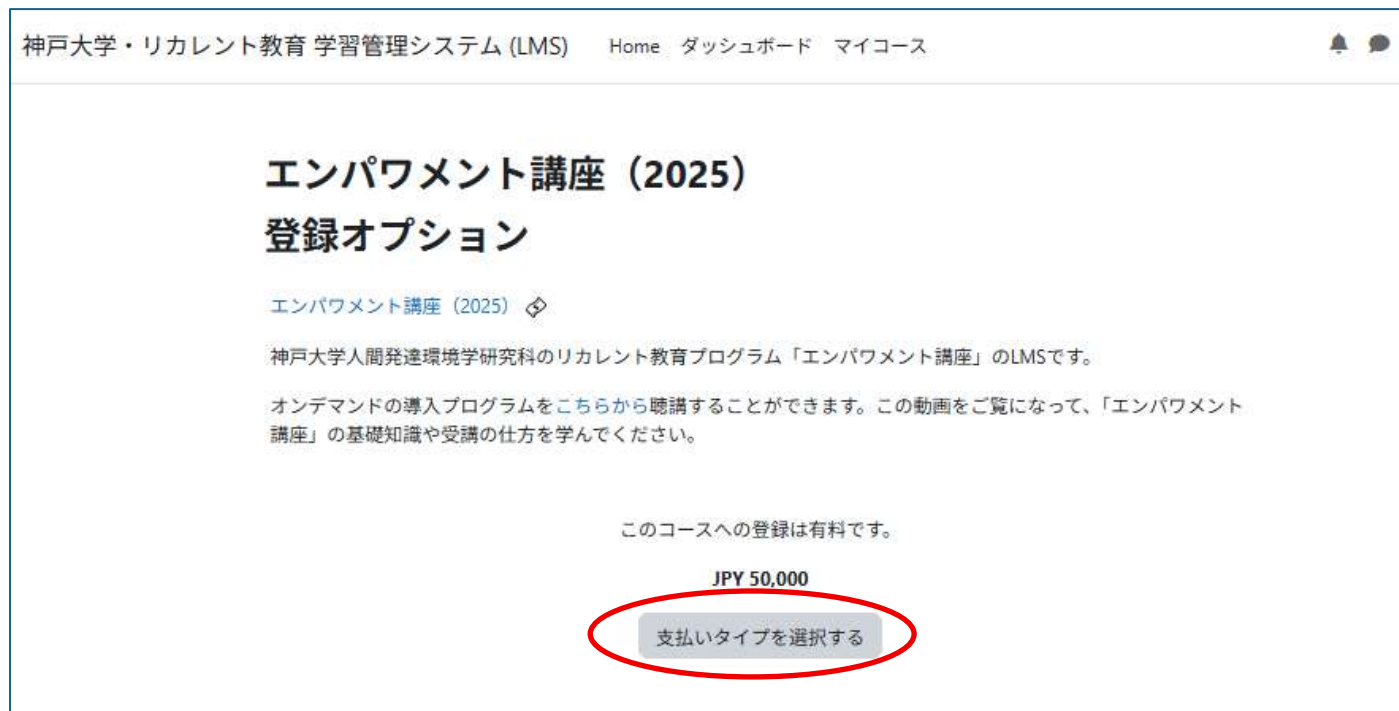 神戸大学・リカレント教育 学習管理システム (LMS) Home ダッシュボード マイコース
エンパワメント講座（2025）
登録オプション
エンパワメント講座（2025）
神戸大学人間発達環境学研究科のリカレント教育プログラム「エンパワメント講座」のLMSです。
オンデマンドの導入プログラムをこちらから聴講することができます。この動画をご覧になって、「エンパワメント
講座」の基礎知識や受講の仕方を学んでください。
このコースへの登録は有料です。
JPY 50,000
支払いタイプを選択する